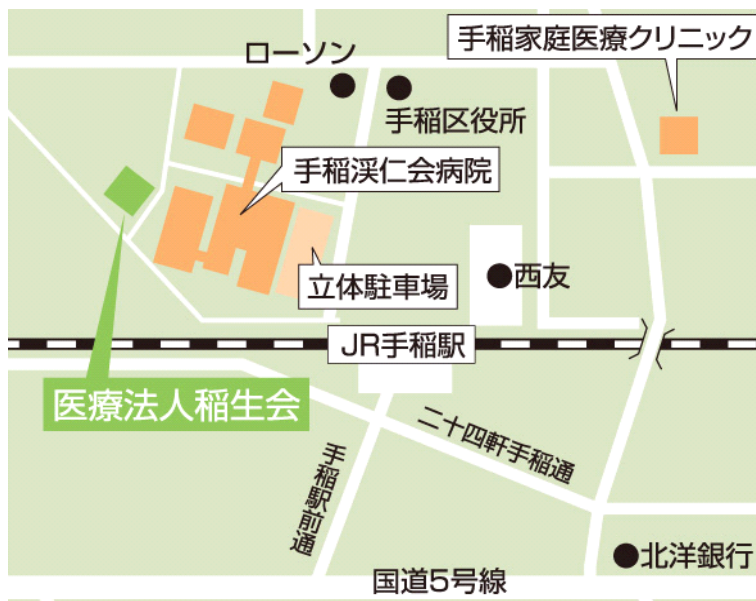 手稲家庭医療クリニック
ローソン
手稲区役所
手稲渓仁会病院
西友
立体駐車場
JR手稲駅
医療法人稲生会
二十四軒手稲通
手稲駅前通
北洋銀行
国道5号線